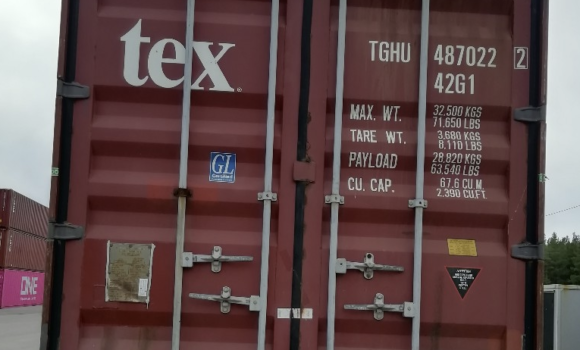 tex
TGHU 487022 2
42G1
MAX. WT. 32.500 KGS
71,650 LBS
TARE WT. 3,680 KGS
8,110 LBS
PAYLOAD 28.820 KGS
63.540 LBS
CU. CAP. 67.6 CU.M
2,390 CU.FT.
GL
ONE